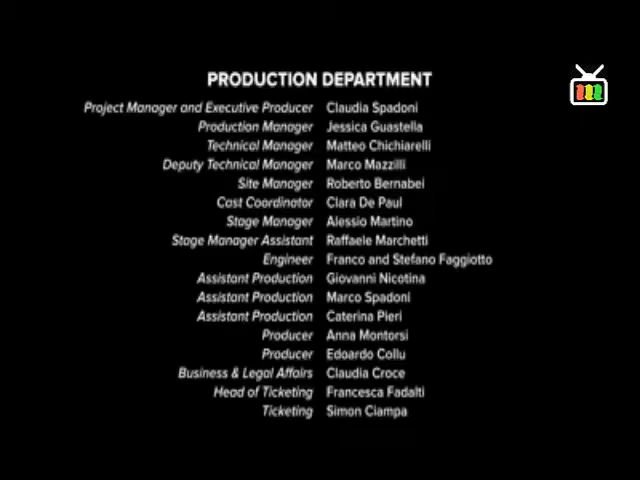 PRODUCTION DEPARTMENT
Project Manager and Executive Producer Claudia Spadoni
Production Manager Jessica Guastella
Technical Manager Matteo Chichiarelli
Deputy Technical Manager Marco Mazzilli
Site Manager Roberto Bernabei
Cast Coordinator Clara De Paul
Stage Manager Alessio Martino
Stage Manager Assistant Raffaele Marchetti
Engineer Franco and Stefano Faggiotto
Assistant Production Giovanni Nicotina
Assistant Production Marco Spadoni
Assistant Production Caterina Pieri
Producer Anna Montorsi
Producer Edoardo Collu
Business & Legal Affairs Claudia Croce
Head of Ticketing Francesca Fadalti
Ticketing Simon Ciampa